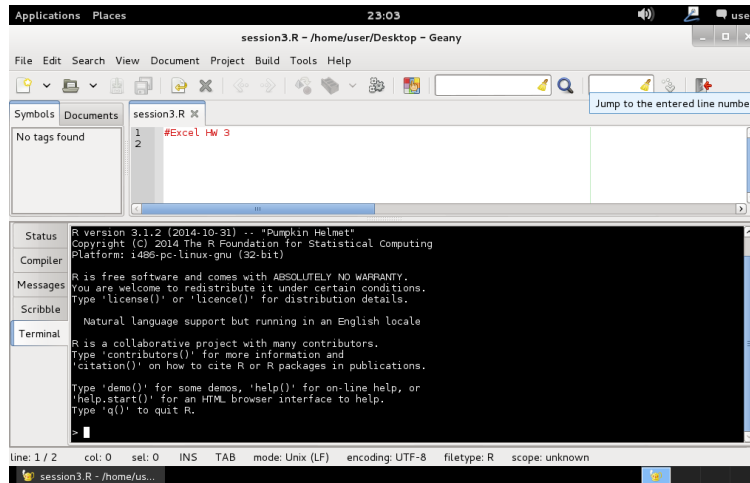 Applications Places 23:03 use
session3.R – /home/user/Desktop – Geany
File Edit Search View Document Project Build Tools Help
Jump to the entered line numbe
Symbols Documents session3.R
No tags found
1 #Excel HW 3
2
Status
Compiler
Messages
Scribble
Terminal
R version 3.1.2 (2014-10-31) -- "Pumpkin Helmet"
Copyright (C) 2014 The R Foundation for Statistical Computing
Platform: i486-pc-linux-gnu (32-bit)
R is free software and comes with ABSOLUTELY NO WARRANTY.
You are welcome to redistribute it under certain conditions.
Type 'license()' or 'licence()' for distribution details.
Natural language support but running in an English locale
R is a collaborative project with many contributors.
Type 'contributors()' for more information and
'citation()' on how to cite R or R packages in publications.
Type 'demo()' for some demos, 'help()' for on-line help, or
'help.start()' for an HTML browser interface to help.
Type 'q()' to quit R.
>
line: 1 / 2 col: 0 sel: 0 INS TAB mode: Unix (LF) encoding: UTF-8 filetype: R scope: unknown
session3.R - /home/us...